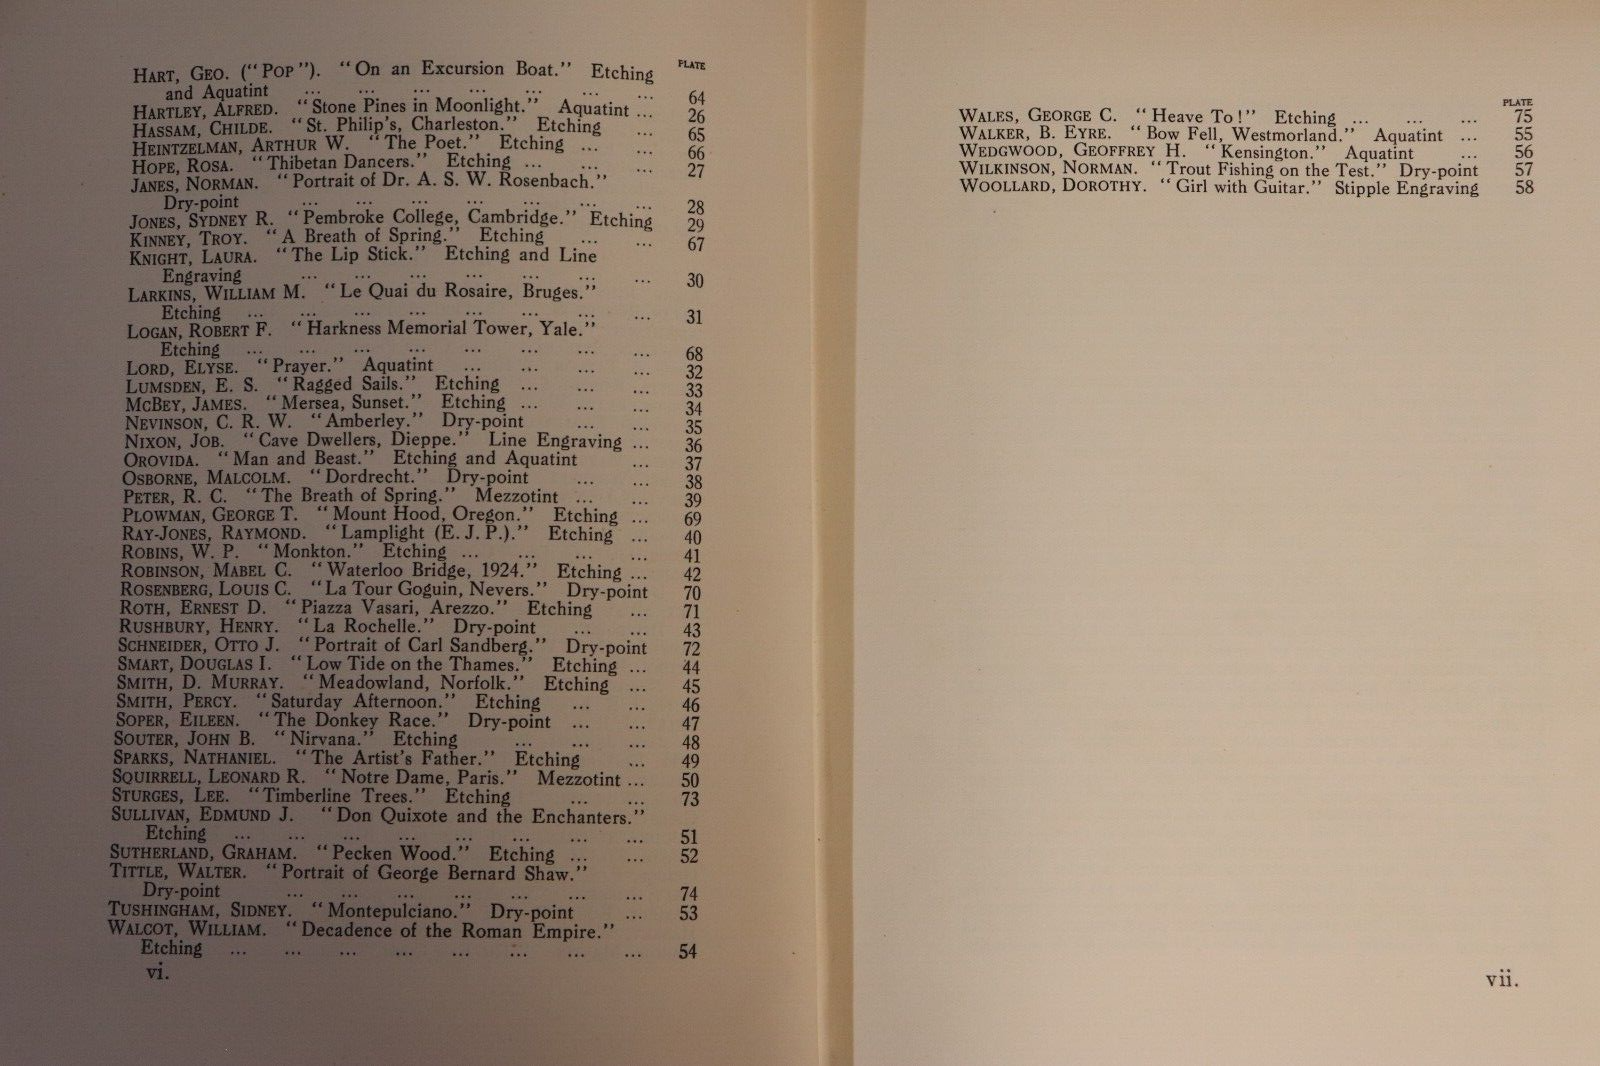 PLATE
HART, GEO. ("POP"). "On an Excursion Boat." Etching
and Aquatint ... ... ... ... ... ... ... 64
HARTLEY, ALFRED. "Stone Pines in Moonlight." Aquatint ... 26
HASSAM, CHILDE. "St. Philip's, Charleston." Etching ... 65
HEINTZELMAN, ARTHUR W. "The Poet." Etching ... ... 66
HOPE, ROSA. "Thibetan Dancers." Etching ... ... ... 27
JANES, NORMAN. "Portrait of Dr. A. S. W. Rosenbach."
Dry-point ... ... ... ... ... ... ... 28
JONES, SYDNEY R. "Pembroke College, Cambridge." Etching 29
KINNEY, TROY. "A Breath of Spring." Etching ... ... 67
KNIGHT, LAURA. "The Lip Stick." Etching and Line
Engraving ... ... ... ... ... ... ... 30
LARKINS, WILLIAM M. "Le Quai du Rosaire, Bruges."
Etching ... ... ... ... ... ... ... ... 31
LOGAN, ROBERT F. "Harkness Memorial Tower, Yale."
Etching ... ... ... ... ... ... ... ... 68
LORD, ELYSE. "Prayer." Aquatint ... ... ... ... 32
LUMSDEN, E. S. "Ragged Sails." Etching ... ... ... 33
MCBEY, JAMES. "Mersea, Sunset." Etching ... ... ... 34
NEVINSON, C. R. W. "Amberley." Dry-point ... ... 35
NIXON, JOB. "Cave Dwellers, Dieppe." Line Engraving ... 36
OROVIDA. "Man and Beast." Etching and Aquatint ... 37
OSBORNE, MALCOLM. "Dordrecht." Dry-point ... ... 38
PETER, R. C. "The Breath of Spring." Mezzotint ... ... 39
PLOWMAN, GEORGE T. "Mount Hood, Oregon." Etching ... 69
RAY-JONES, RAYMOND. "Lamplight (E. J. P.)." Etching ... 40
ROBINS, W. P. "Monkton." Etching ... ... ... ... 41
ROBINSON, MABEL C. "Waterloo Bridge, 1924." Etching ... 42
ROSENBERG, LOUIS C. "La Tour Goguin, Nevers." Dry-point 70
ROTH, ERNEST D. "Piazza Vasari, Arezzo." Etching ... 71
RUSHBURY, HENRY. "La Rochelle." Dry-point ... ... 43
SCHNEIDER, OTTO J. "Portrait of Carl Sandberg." Dry-point 72
SMART, DOUGLAS I. "Low Tide on the Thames." Etching ... 44
SMITH, D. MURRAY. "Meadowland, Norfolk." Etching ... 45
SMITH, PERCY. "Saturday Afternoon." Etching ... ... 46
SOPER, EILEEN. "The Donkey Race." Dry-point ... ... 47
SOUTER, JOHN B. "Nirvana." Etching ... ... ... 48
SPARKS, NATHANIEL. "The Artist's Father." Etching ... 49
SQUIRRELL, LEONARD R. "Notre Dame, Paris." Mezzotint ... 50
STURGES, LEE. "Timberline Trees." Etching ... ... 73
SULLIVAN, EDMUND J. "Don Quixote and the Enchanters."
Etching ... ... ... ... ... ... ... ... 51
SUTHERLAND, GRAHAM. "Pecken Wood." Etching ... ... 52
TITTLE, WALTER. "Portrait of George Bernard Shaw."
Dry-point ... ... ... ... ... ... ... 74
TUSHINGHAM, SIDNEY. "Montepulciano." Dry-point ... 53
WALCOT, WILLIAM. "Decadence of the Roman Empire."
Etching ... ... ... ... ... ... ... ... 54
vi.
PLATE
WALES, GEORGE C. "Heave To!" Etching ... ... ... 75
WALKER, B. EYRE. "Bow Fell, Westmorland." Aquatint ... 55
WEDGWOOD, GEOFFREY H. "Kensington." Aquatint ... 56
WILKINSON, NORMAN. "Trout Fishing on the Test." Dry-point 57
WOOLLARD, DOROTHY. "Girl with Guitar." Stipple Engraving 58
vii.